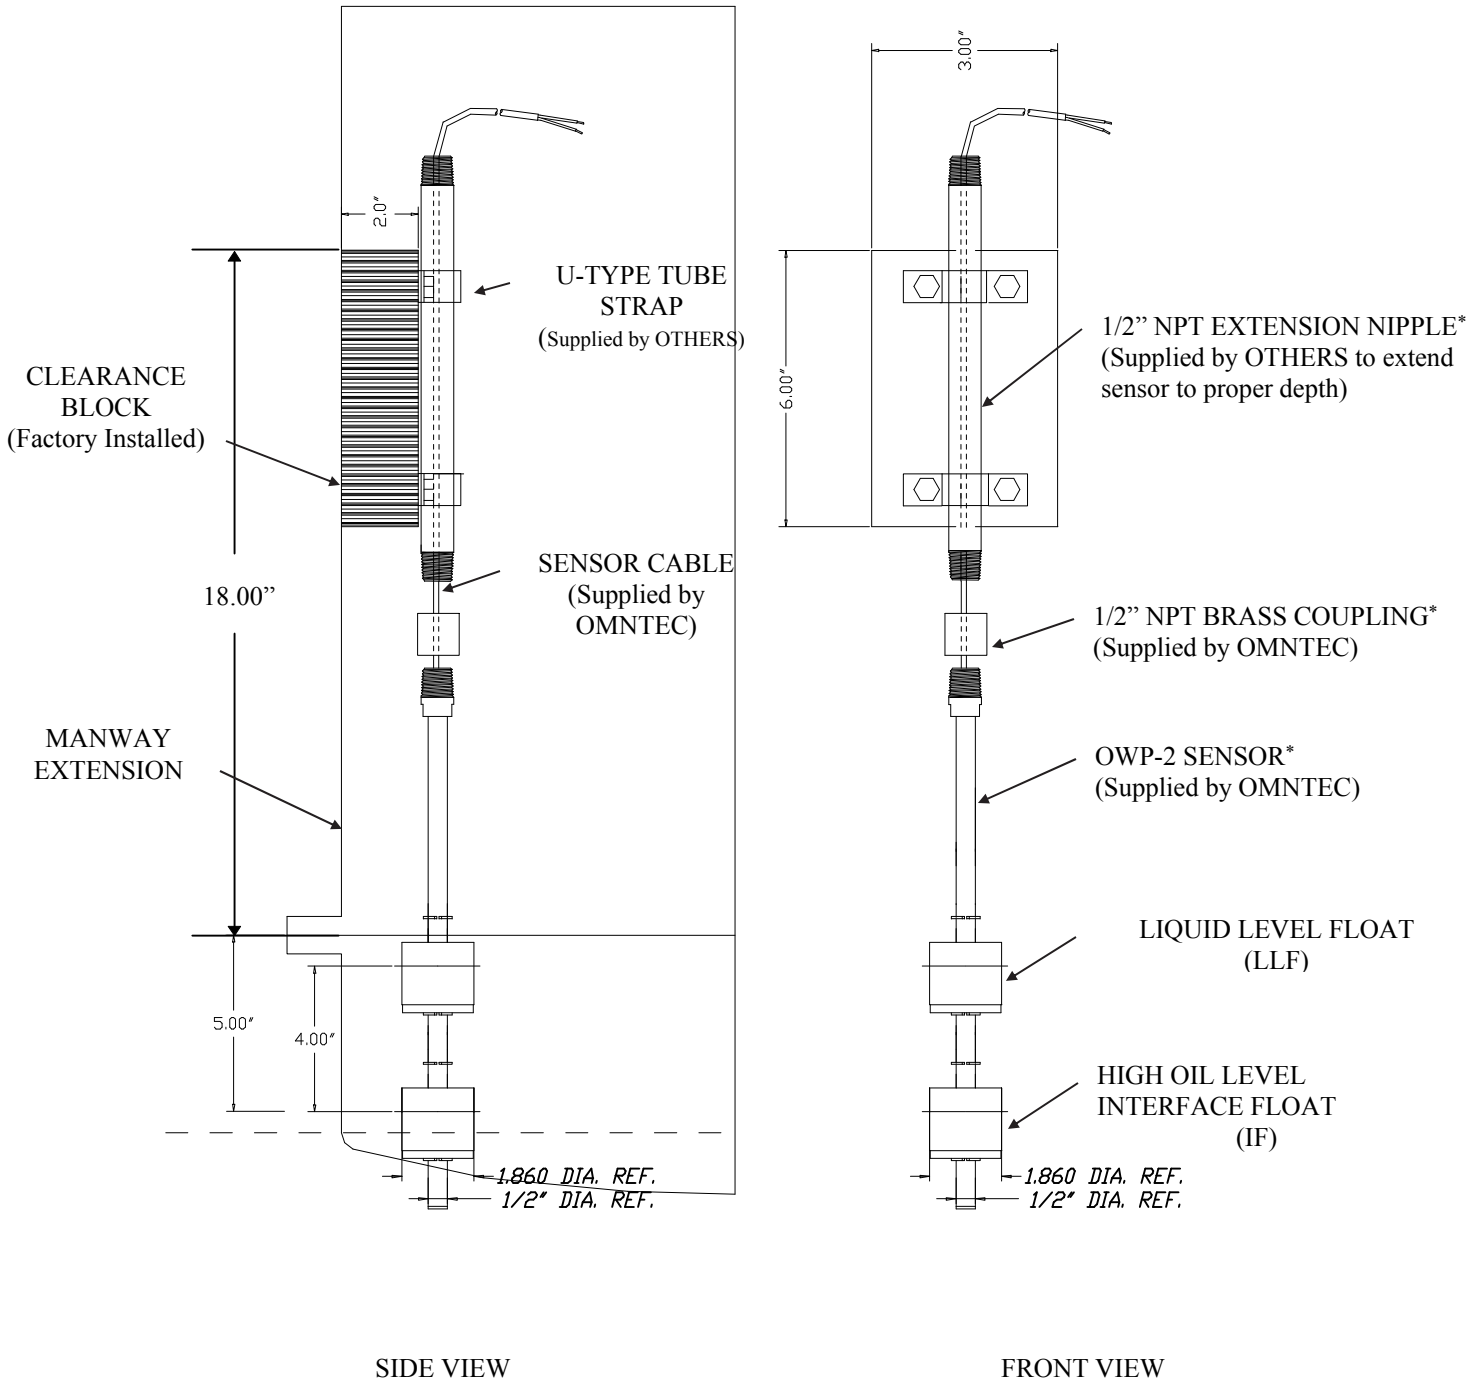 3.00"
2.0"
U-TYPE TUBE
STRAP
(Supplied by OTHERS)
1/2” NPT EXTENSION NIPPLE*
(Supplied by OTHERS to extend
sensor to proper depth)
CLEARANCE
BLOCK
(Factory Installed)
6.00"
SENSOR CABLE
(Supplied by
OMNTEC)
18.00”
1/2” NPT BRASS COUPLING*
(Supplied by OMNTEC)
MANWAY
EXTENSION
OWP-2 SENSOR*
(Supplied by OMNTEC)
LIQUID LEVEL FLOAT
(LLF)
5.00"
4.00"
HIGH OIL LEVEL
INTERFACE FLOAT
(IF)
1.860 DIA. REF.
1/2" DIA. REF.
1.860 DIA. REF.
1/2" DIA. REF.
SIDE VIEW
FRONT VIEW